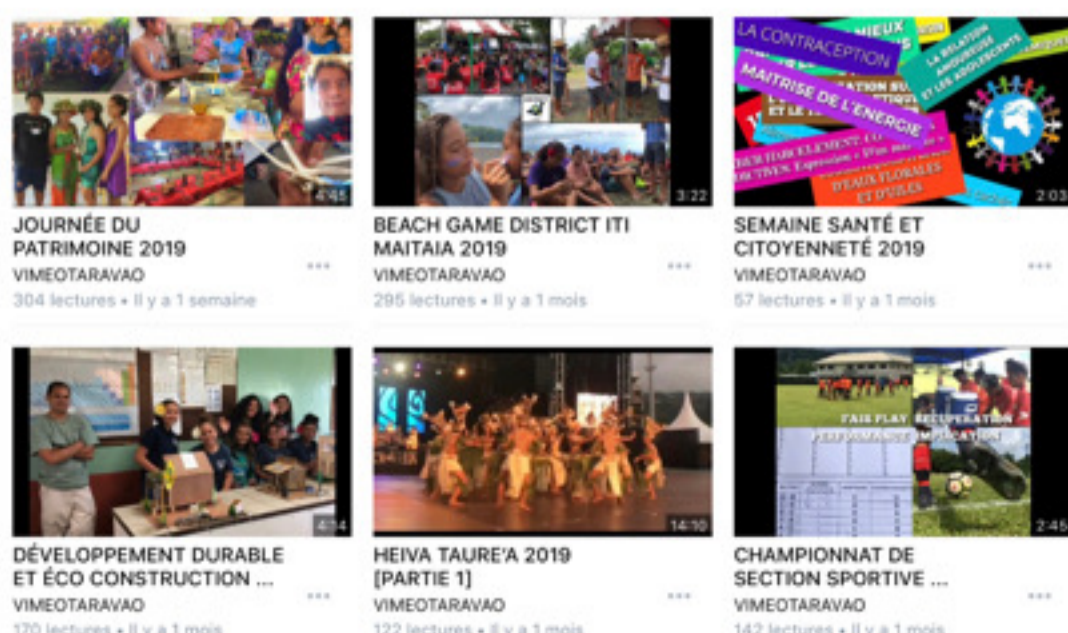 4:45
JOURNÉE DU
PATRIMOINE 2019
VIMEOTARAVAO
304 lectures • Il y a 1 semaine
3:22
BEACH GAME DISTRICT ITI
MAITAIA 2019
VIMEOTARAVAO
295 lectures • Il y a 1 mois
LA CONTRACEPTION
MAITRISE DE L'ENERGIE
LA RELATION
AMOUREUSE
ET LES ADOLESCENTS
D'EAUX FLORALES
ET D'UILES
2:03
SEMAINE SANTÉ ET
CITOYENNETÉ 2019
VIMEOTARAVAO
57 lectures • Il y a 1 mois
4:14
DÉVELOPPEMENT DURABLE
ET ÉCO CONSTRUCTION ...
VIMEOTARAVAO
170 lectures • Il y a 1 mois
14:10
HEIVA TAURE'A 2019
[PARTIE 1]
VIMEOTARAVAO
122 lectures • Il y a 1 mois
FAIR PLAY RECUPERATION
PERFORMANCE IMPLICATION
2:45
CHAMPIONNAT DE
SECTION SPORTIVE ...
VIMEOTARAVAO
142 lectures • Il y a 1 mois